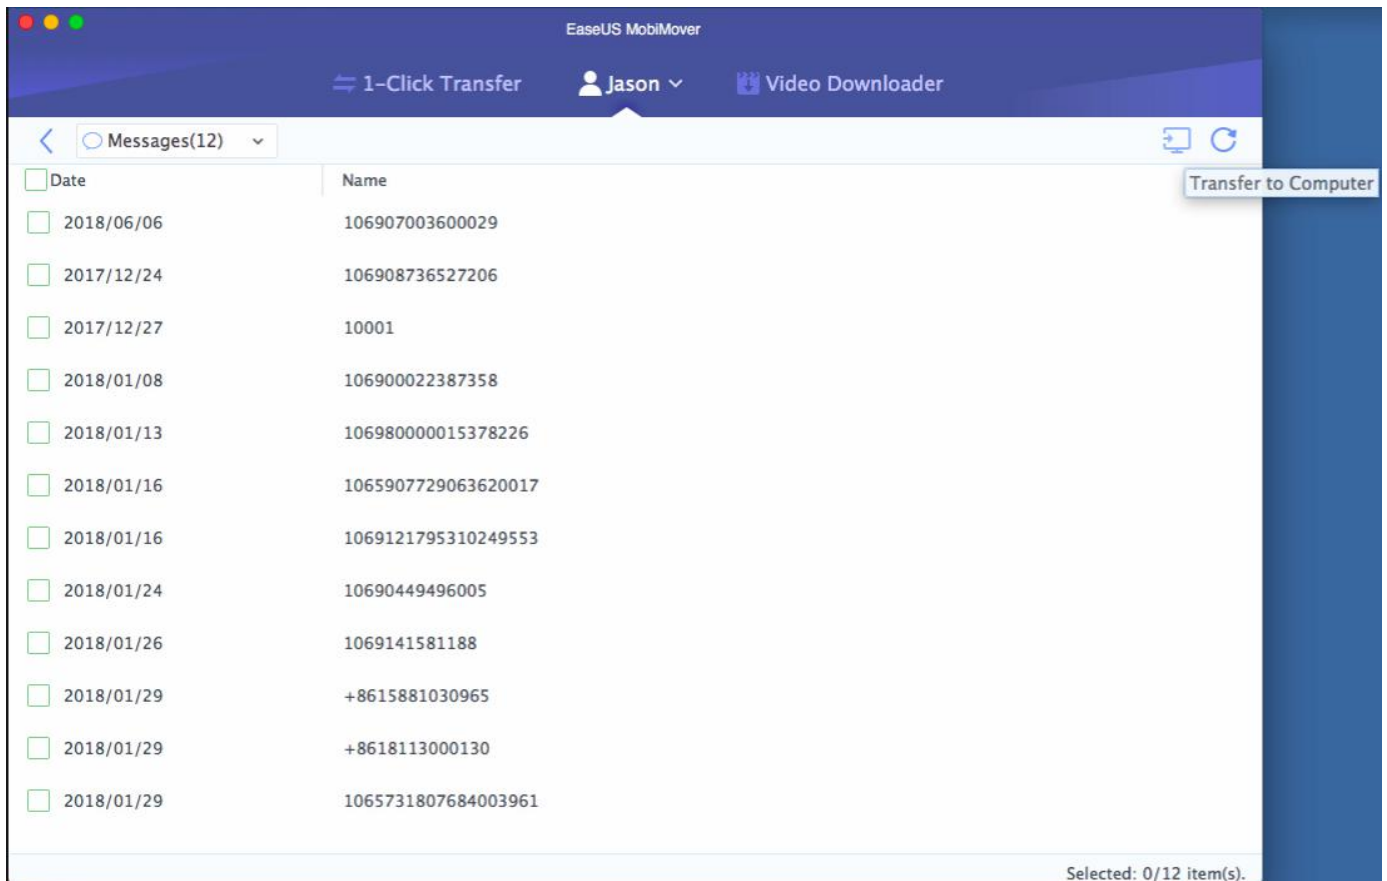 EaseUS MobiMover
1-Click Transfer Jason Video Downloader
Messages(12)
Transfer to Computer
Date Name
2018/06/06 106907003600029
2017/12/24 106908736527206
2017/12/27 10001
2018/01/08 106900022387358
2018/01/13 106980000015378226
2018/01/16 1065907729063620017
2018/01/16 1069121795310249553
2018/01/24 10690449496005
2018/01/26 1069141581188
2018/01/29 +8615881030965
2018/01/29 +8618113000130
2018/01/29 1065731807684003961
Selected: 0/12 item(s).